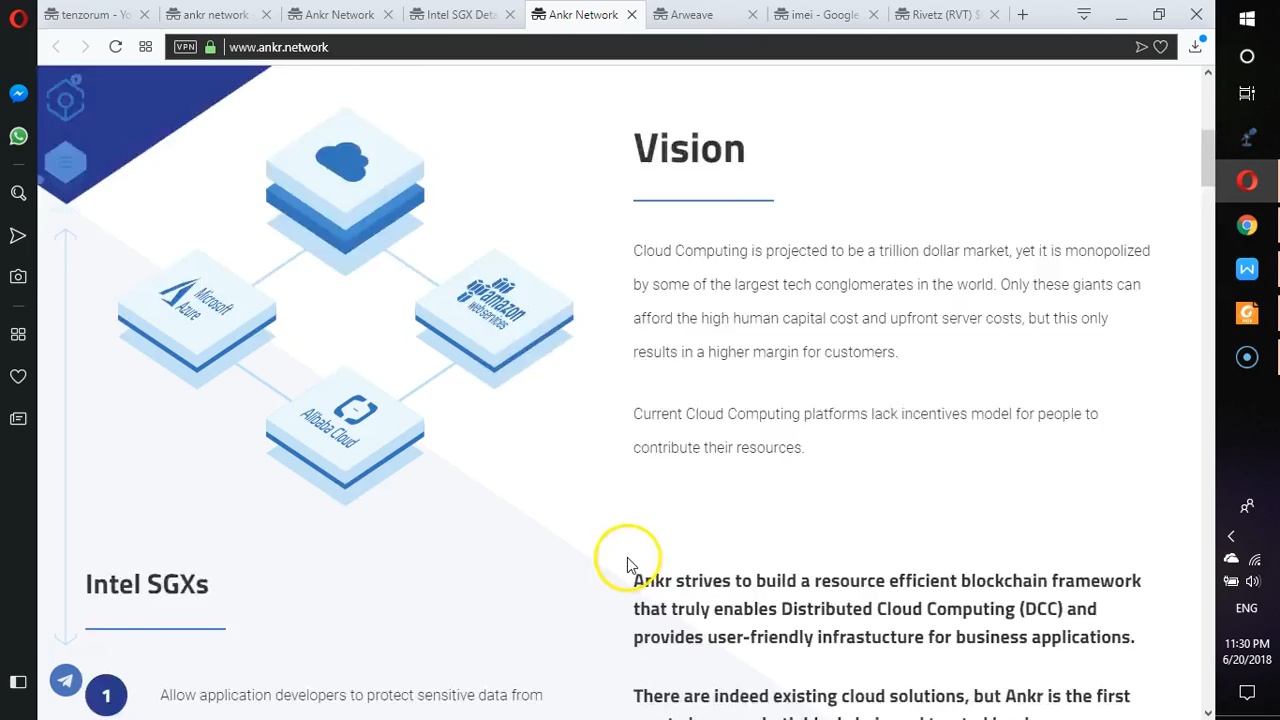 tenzorum - Yo
ankr network
Ankr Network
Intel SGX Deta
Ankr Network
Arweave
imei - Google
Rivetz (RVT) $
VPN
www.ankr.network
1
Microsoft
Azure
amazon
webservices
Alibaba Cloud
Vision
Cloud Computing is projected to be a trillion dollar market, yet it is monopolized
by some of the largest tech conglomerates in the world. Only these giants can
afford the high human capital cost and upfront server costs, but this only
results in a higher margin for customers.
Current Cloud Computing platforms lack incentives model for people to
contribute their resources.
Intel SGXs
1
Allow application developers to protect sensitive data from
Ankr strives to build a resource efficient blockchain framework
that truly enables Distributed Cloud Computing (DCC) and
provides user-friendly infrastucture for business applications.
There are indeed existing cloud solutions, but Ankr is the first
ENG
11:30 PM
6/20/2018